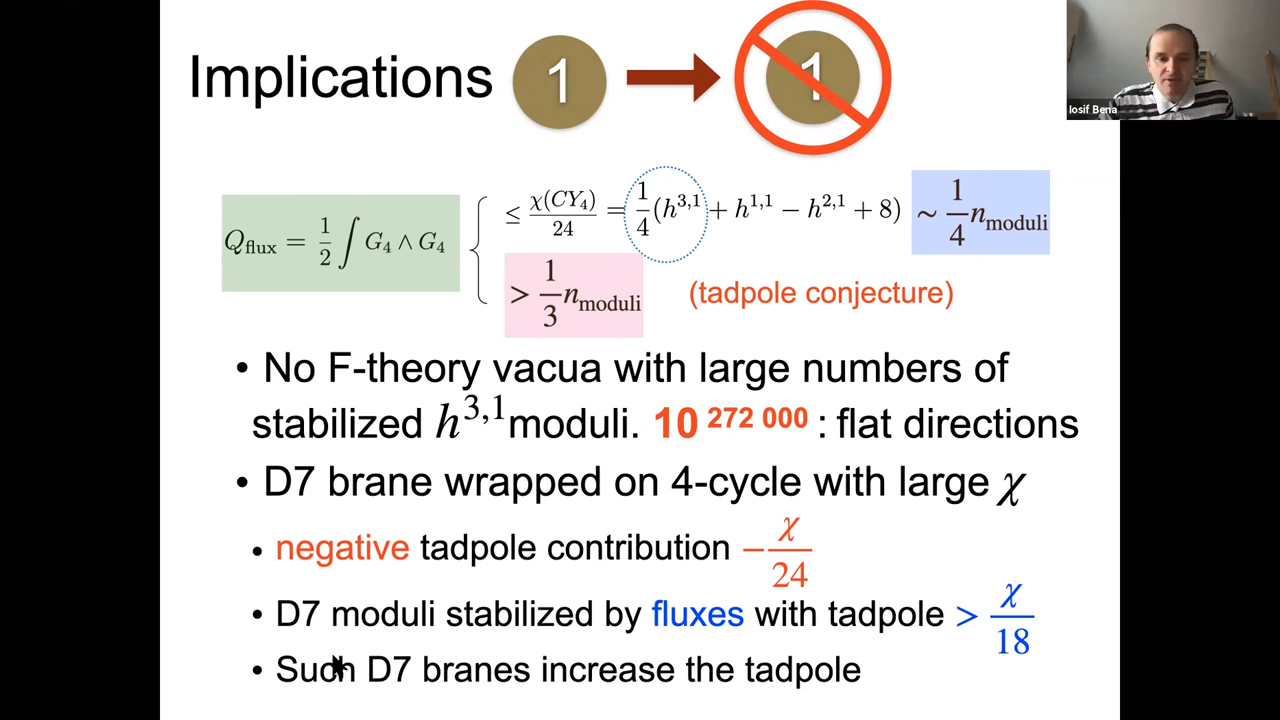 Implications 1 → 1
Iosif Bena
Q_flux = 1/2 ∫ G₄ ∧ G₄
≤ χ(CY₄)/24 = 1/4 (h^{3,1} + h^{1,1} − h^{2,1} + 8) ~ 1/4 n_moduli
> 1/3 n_moduli (tadpole conjecture)
• No F-theory vacua with large numbers of
stabilized h^{3,1} moduli. 10^{272 000} : flat directions
• D7 brane wrapped on 4-cycle with large χ
• negative tadpole contribution −χ/24
• D7 moduli stabilized by fluxes with tadpole > χ/18
• Such D7 branes increase the tadpole